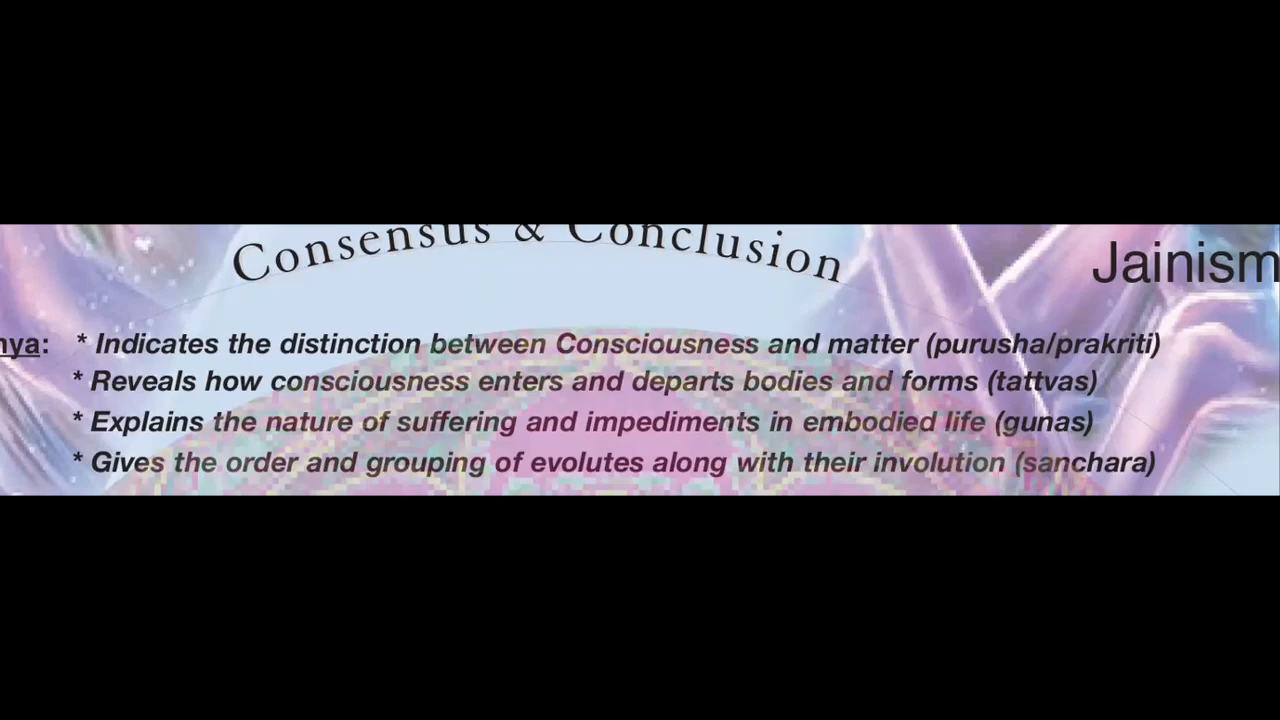 Consensus & Conclusion
Jainism
nya: * Indicates the distinction between Consciousness and matter (purusha/prakriti)
* Reveals how consciousness enters and departs bodies and forms (tattvas)
* Explains the nature of suffering and impediments in embodied life (gunas)
* Gives the order and grouping of evolutes along with their involution (sanchara)